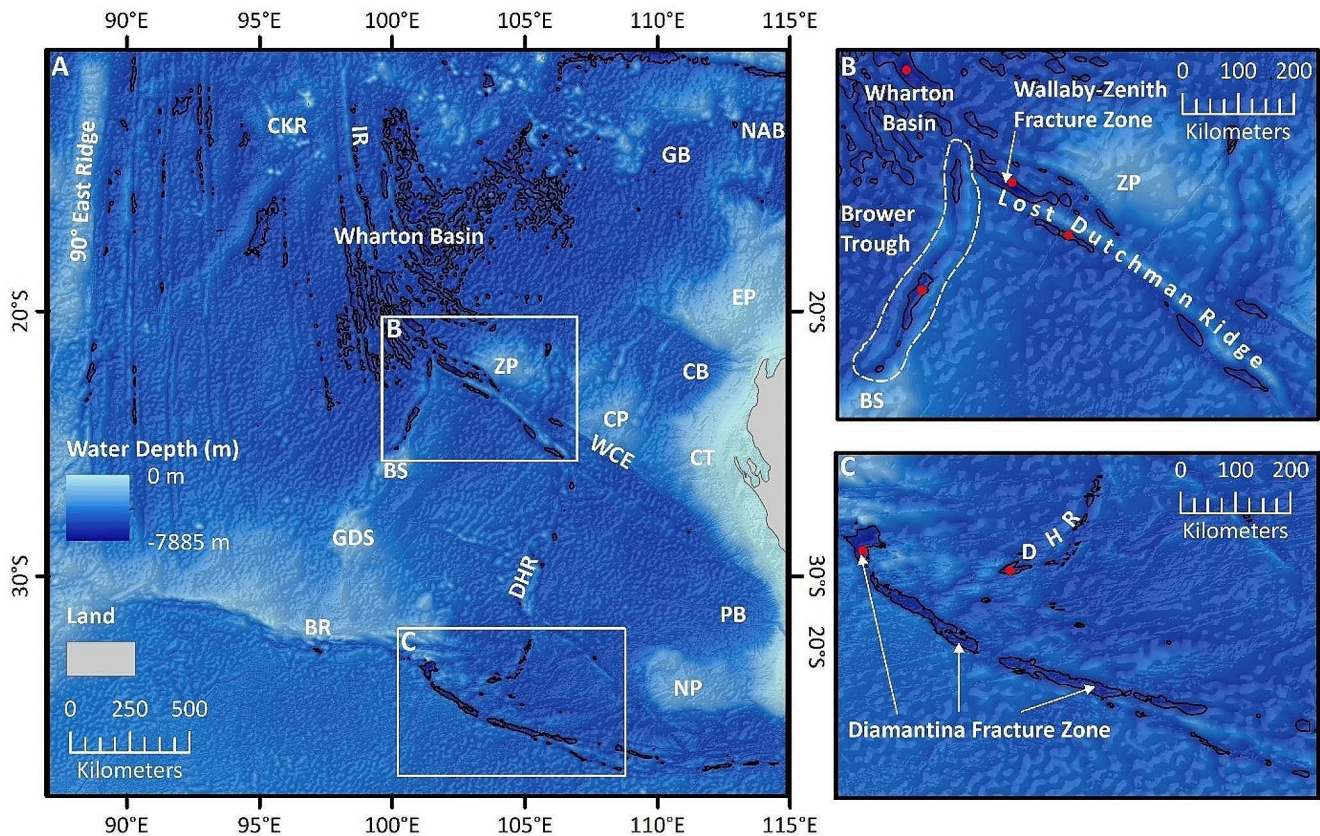 90°E 95°E 100°E 105°E 110°E 115°E
A
90° East Ridge
CKR
IR
NAB
GB
Wharton Basin
EP
20°S
20°S
B
ZP
CB
CP
WCE
CT
Water Depth (m)
0 m
-7885 m
BS
GDS
30°S
30°S
DHR
Land
BR
PB
C
NP
0 250 500
Kilometers
90°E 95°E 100°E 105°E 110°E 115°E
B
Wharton
Basin
Wallaby-Zenith
Fracture Zone
0 100 200
Kilometers
ZP
Brower
Trough
Lost Dutchman Ridge
BS
20°S
C
0 100 200
Kilometers
DHR
Diamantina Fracture Zone